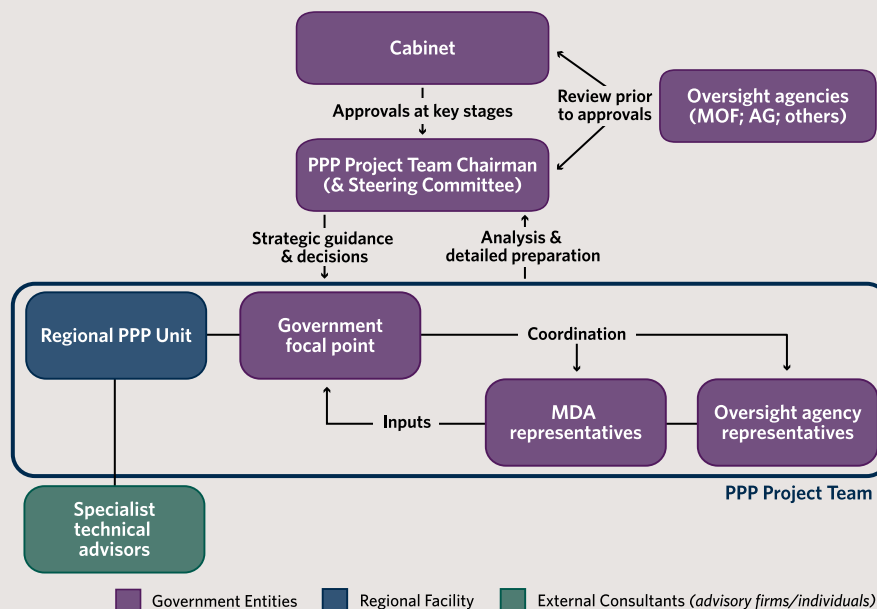 Cabinet
Approvals at key stages
Review prior
to approvals
Oversight agencies
(MOF; AG; others)
PPP Project Team Chairman
(& Steering Committee)
Strategic guidance
& decisions
Analysis &
detailed preparation
Regional PPP Unit
Government
focal point
Coordination
Inputs
MDA
representatives
Oversight agency
representatives
PPP Project Team
Specialist
technical
advisors
Government Entities
Regional Facility
External Consultants (advisory firms/individuals)